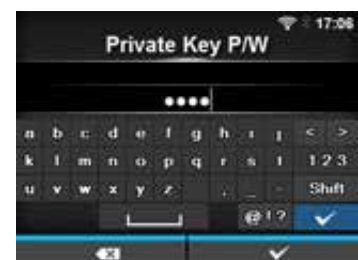 17:06
Private Key P/W
••••
a b c d e f g h i j < >
k l m n o p q r s t 1 2 3
u v w x y z . _ - Shift
@!?